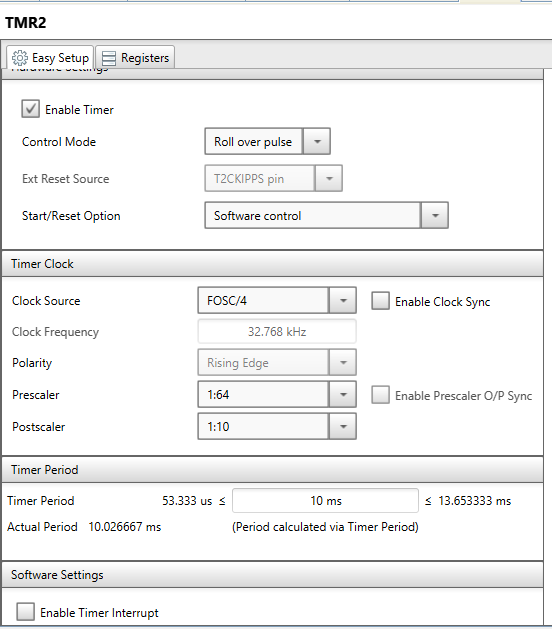 TMR2
Easy Setup Registers
Hardware Settings
Enable Timer
Control Mode Roll over pulse
Ext Reset Source T2CKIPPS pin
Start/Reset Option Software control
Timer Clock
Clock Source FOSC/4 Enable Clock Sync
Clock Frequency 32.768 kHz
Polarity Rising Edge
Prescaler 1:64 Enable Prescaler O/P Sync
Postscaler 1:10
Timer Period
Timer Period 53.333 us ≤ 10 ms ≤ 13.653333 ms
Actual Period 10.026667 ms (Period calculated via Timer Period)
Software Settings
Enable Timer Interrupt